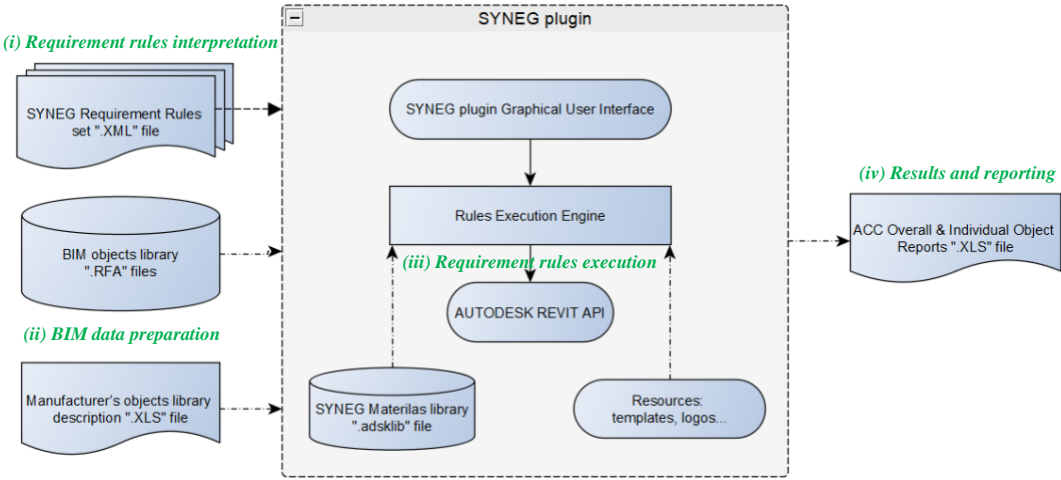 SYNEG plugin
(i) Requirement rules interpretation
SYNEG Requirement Rules
set ".XML" file
SYNEG plugin Graphical User Interface
(iv) Results and reporting
Rules Execution Engine
ACC Overall & Individual Object
Reports ".XLS" file
BIM objects library
".RFA" files
(iii) Requirement rules execution
AUTODESK REVIT API
(ii) BIM data preparation
Manufacturer's objects library
description ".XLS" file
SYNEG Materilas library
".adsklib" file
Resources:
templates, logos...